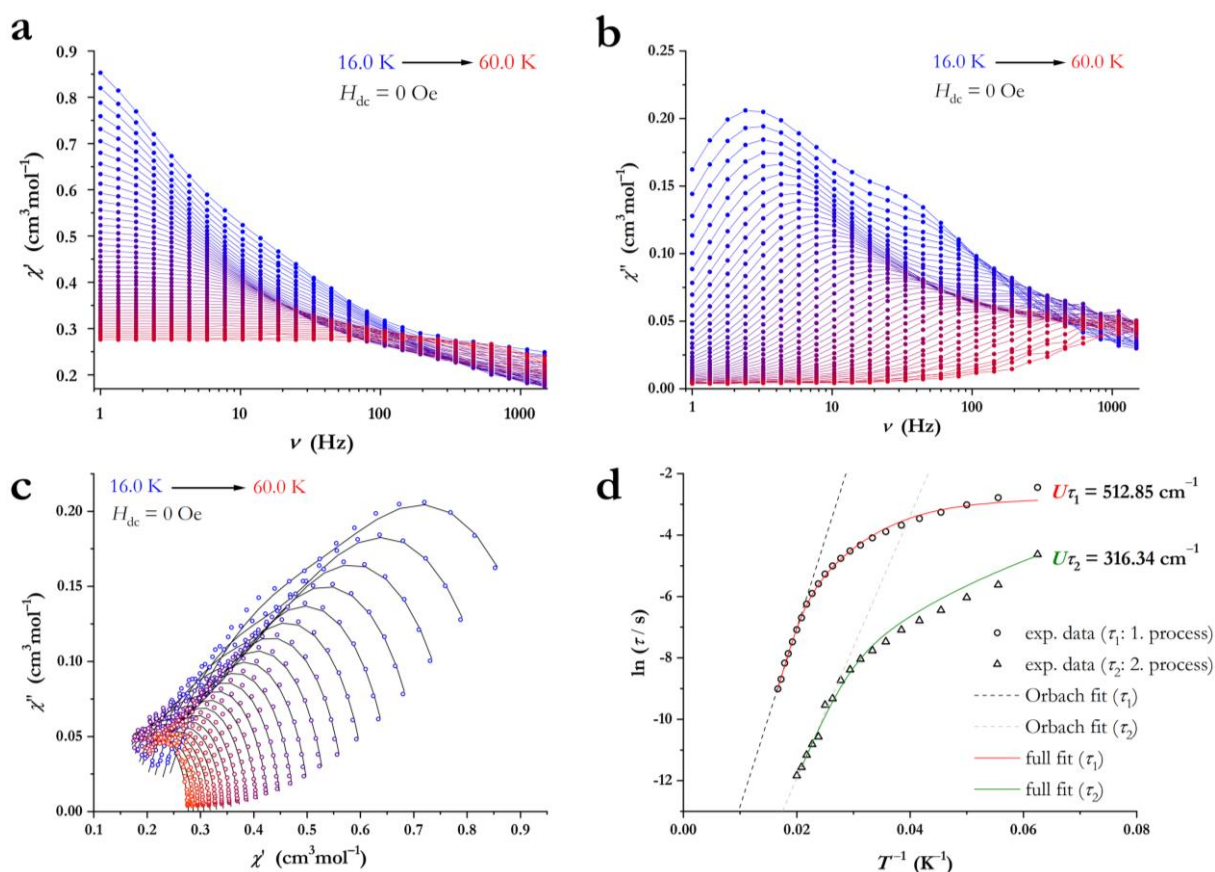 a
16.0 K → 60.0 K
H_dc = 0 Oe
χ' (cm³mol⁻¹)
0.9
0.8
0.7
0.6
0.5
0.4
0.3
0.2
1 10 100 1000
ν (Hz)
b
16.0 K → 60.0 K
H_dc = 0 Oe
χ'' (cm³mol⁻¹)
0.25
0.20
0.15
0.10
0.05
0.00
1 10 100 1000
ν (Hz)
c
16.0 K → 60.0 K
H_dc = 0 Oe
χ'' (cm³mol⁻¹)
0.20
0.15
0.10
0.05
0.00
0.1 0.2 0.3 0.4 0.5 0.6 0.7 0.8 0.9 1.0
χ' (cm³mol⁻¹)
d
ln (τ / s)
-2
-4
-6
-8
-10
-12
Uτ₁ = 512.85 cm⁻¹
Uτ₂ = 316.34 cm⁻¹
exp. data (τ₁: 1. process)
exp. data (τ₂: 2. process)
Orbach fit (τ₁)
Orbach fit (τ₂)
full fit (τ₁)
full fit (τ₂)
0.00 0.02 0.04 0.06 0.08
T⁻¹ (K⁻¹)